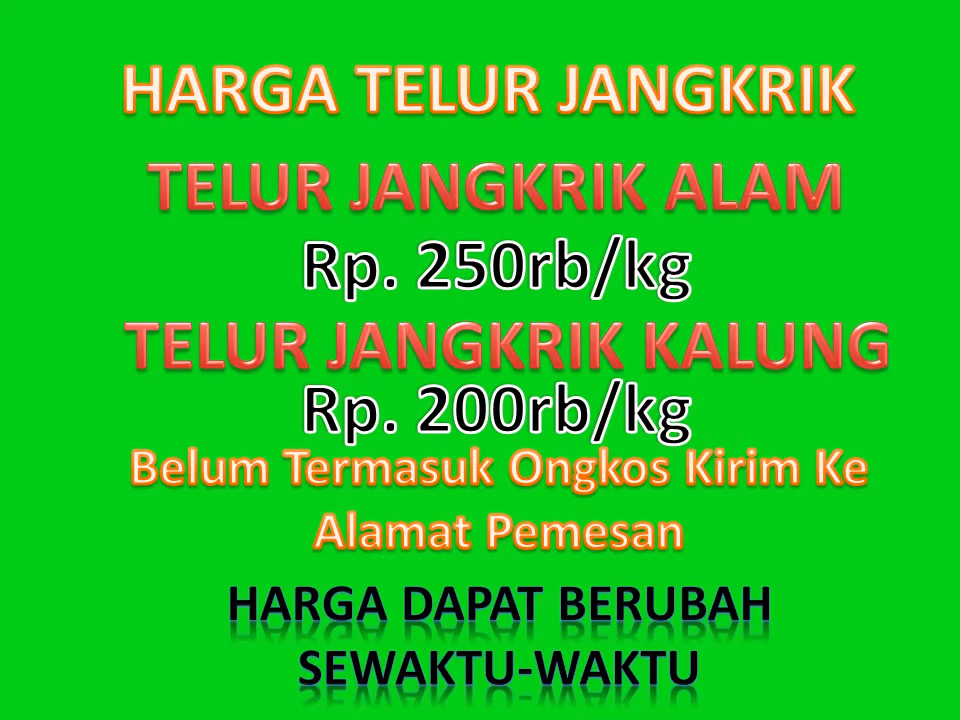 HARGA TELUR JANGKRIK
TELUR JANGKRIK ALAM
Rp. 250rb/kg
TELUR JANGKRIK KALUNG
Rp. 200rb/kg
Belum Termasuk Ongkos Kirim Ke
Alamat Pemesan
HARGA DAPAT BERUBAH
SEWAKTU-WAKTU